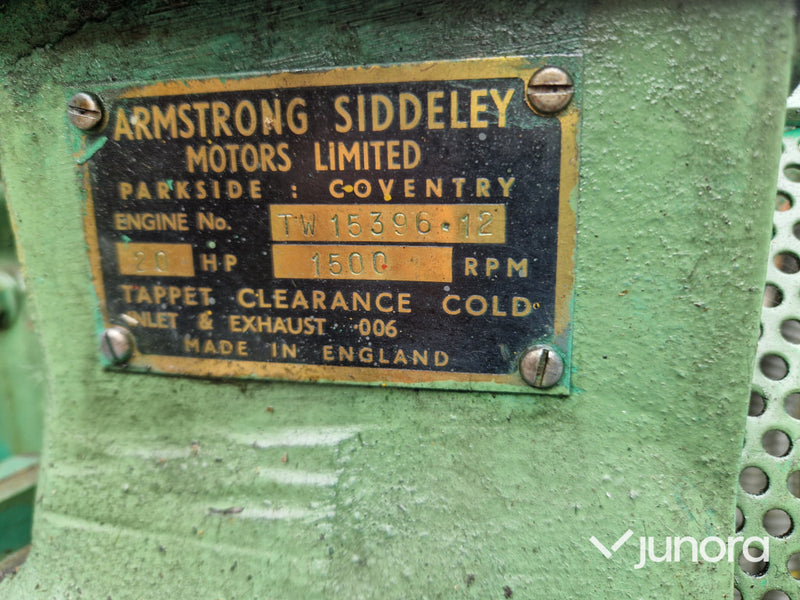 ARMSTRONG SIDDELEY
MOTORS LIMITED
PARKSIDE : COVENTRY
ENGINE No. TW 15396.12
20 HP 1500 RPM
TAPPET CLEARANCE COLD
INLET & EXHAUST .006
MADE IN ENGLAND
junora